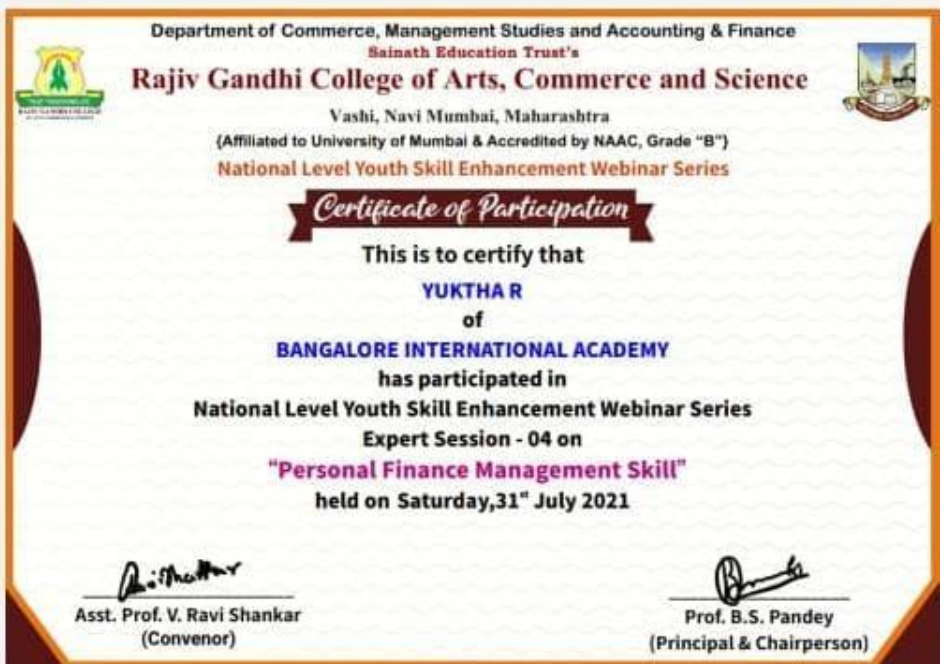 Department of Commerce, Management Studies and Accounting & Finance
Sainath Education Trust's
Rajiv Gandhi College of Arts, Commerce and Science
Vashi, Navi Mumbai, Maharashtra
{Affiliated to University of Mumbai & Accredited by NAAC, Grade "B"}
National Level Youth Skill Enhancement Webinar Series
Certificate of Participation
This is to certify that
YUKTHA R
of
BANGALORE INTERNATIONAL ACADEMY
has participated in
National Level Youth Skill Enhancement Webinar Series
Expert Session - 04 on
"Personal Finance Management Skill"
held on Saturday,31st July 2021
Asst. Prof. V. Ravi Shankar
(Convenor)
Prof. B.S. Pandey
(Principal & Chairperson)